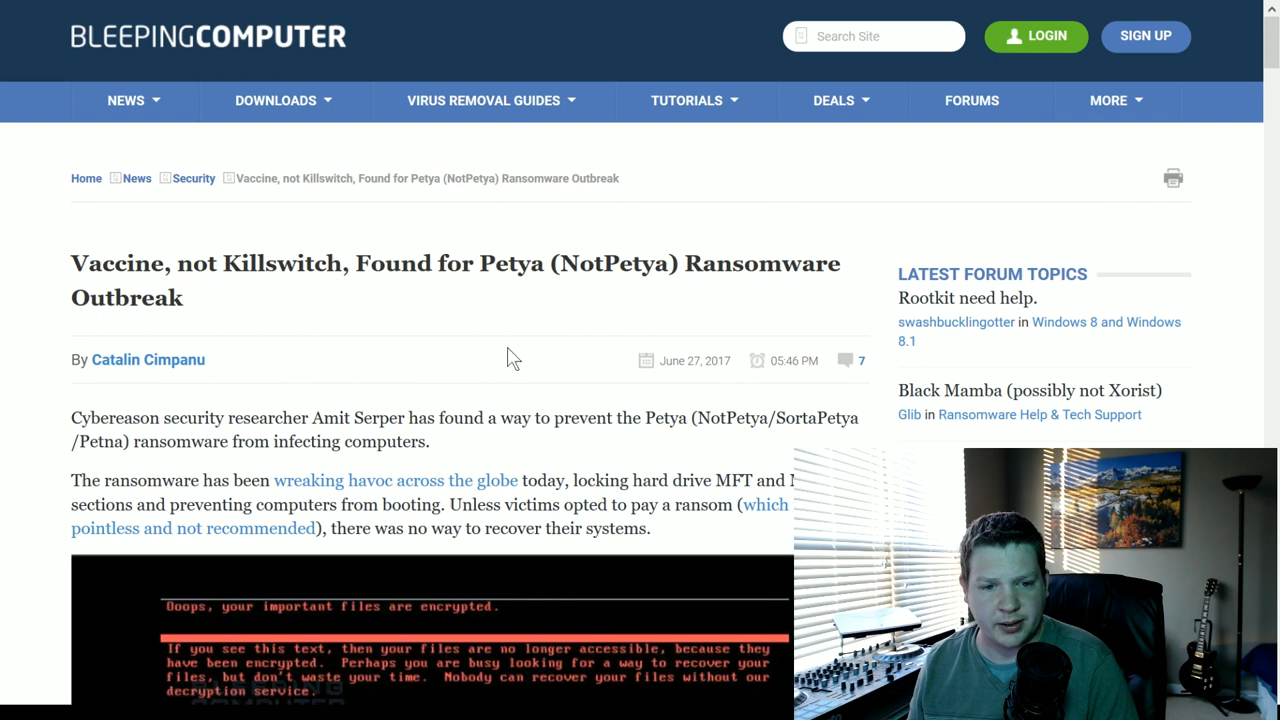 BLEEPINGCOMPUTER
Search Site
LOGIN
SIGN UP
NEWS
DOWNLOADS
VIRUS REMOVAL GUIDES
TUTORIALS
DEALS
FORUMS
MORE
Home News Security Vaccine, not Killswitch, Found for Petya (NotPetya) Ransomware Outbreak
Vaccine, not Killswitch, Found for Petya (NotPetya) Ransomware
Outbreak
By Catalin Cimpanu
June 27, 2017
05:46 PM
7
Cybereason security researcher Amit Serper has found a way to prevent the Petya (NotPetya/SortaPetya
/Petna) ransomware from infecting computers.
The ransomware has been wreaking havoc across the globe today, locking hard drive MFT and
sections and preventing computers from booting. Unless victims opted to pay a ransom (which
pointless and not recommended), there was no way to recover their systems.
Ooops, your important files are encrypted.
If you see this text, then your files are no longer accessible, because they
have been encrypted. Perhaps you are busy looking for a way to recover your
files, but don't waste your time. Nobody can recover your files without our
decryption service.
LATEST FORUM TOPICS
Rootkit need help.
swashbucklingotter in Windows 8 and Windows
8.1
Black Mamba (possibly not Xorist)
Glib in Ransomware Help & Tech Support